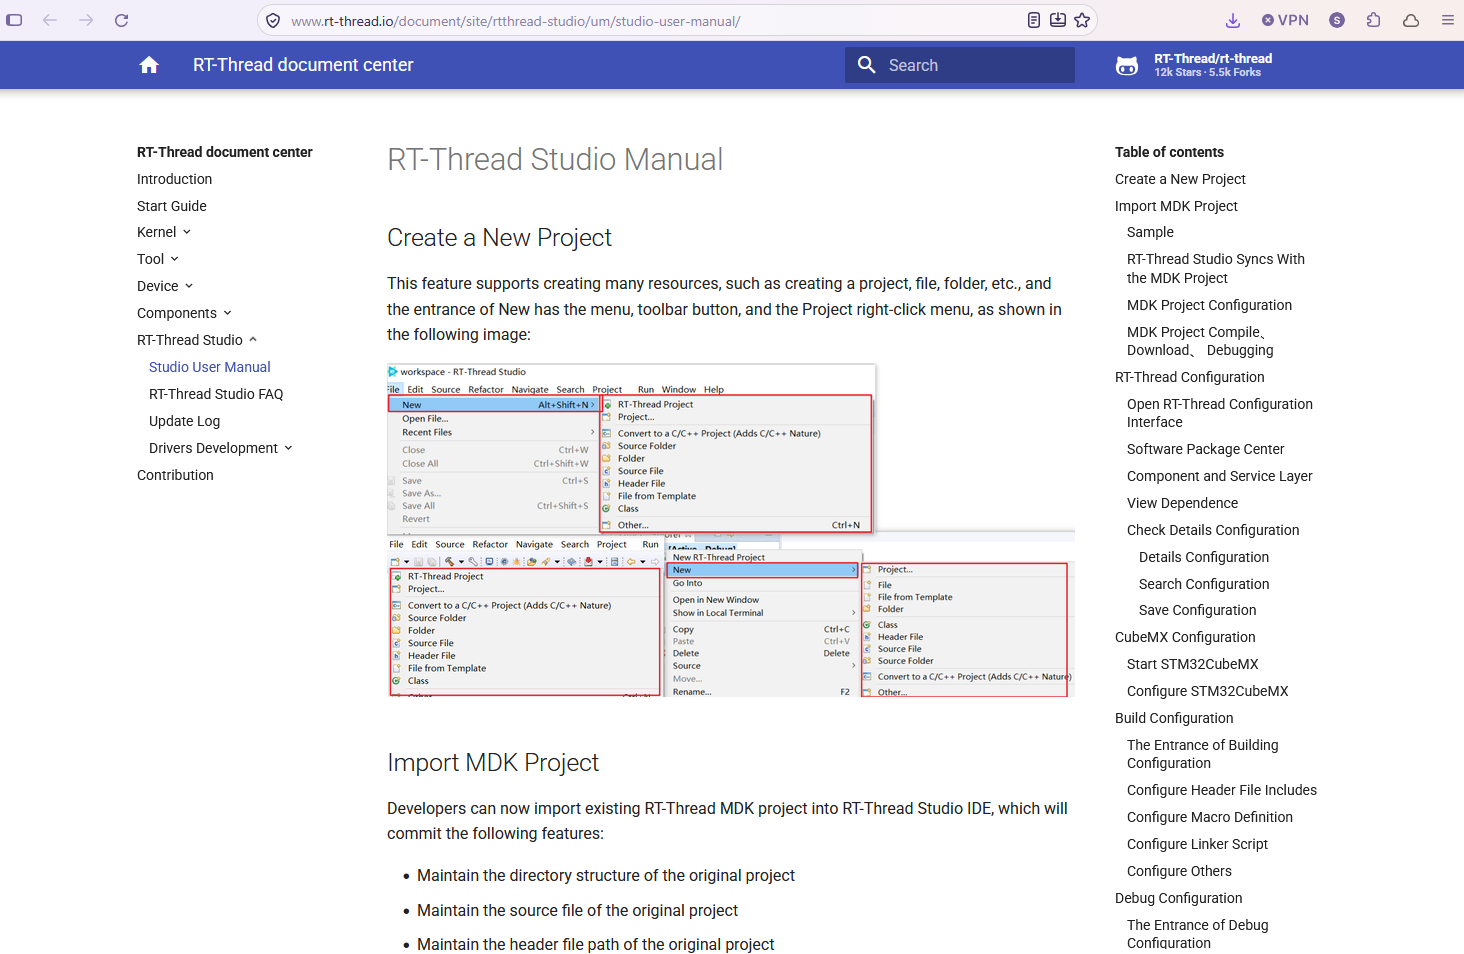 www.rt-thread.io/document/site/rtthread-studio/um/studio-user-manual/
VPN
S
RT-Thread document center
Search
RT-Thread/rt-thread
12k Stars · 5.5k Forks
RT-Thread document center
Introduction
Start Guide
Kernel
Tool
Device
Components
RT-Thread Studio
Studio User Manual
RT-Thread Studio FAQ
Update Log
Drivers Development
Contribution
RT-Thread Studio Manual
Create a New Project
This feature supports creating many resources, such as creating a project, file, folder, etc., and
the entrance of New has the menu, toolbar button, and the Project right-click menu, as shown in
the following image:
workspace - RT-Thread Studio
File Edit Source Refactor Navigate Search Project Run Window Help
New Alt+Shift+N >
Open File...
Recent Files >
Close Ctrl+W
Close All Ctrl+Shift+W
Save Ctrl+S
Save As...
Save All Ctrl+Shift+S
Revert
RT-Thread Project
Project...
Convert to a C/C++ Project (Adds C/C++ Nature)
Source Folder
Folder
Source File
Header File
File from Template
Class
Other... Ctrl+N
File Edit Source Refactor Navigate Search Project Run
RT-Thread Project
Project...
Convert to a C/C++ Project (Adds C/C++ Nature)
Source Folder
Folder
Source File
Header File
File from Template
Class
New RT-Thread Project
New >
Go Into
Open in New Window
Show in Local Terminal >
Copy Ctrl+C
Paste Ctrl+V
Delete Delete
Source >
Move...
Rename... F2
Project...
File
File from Template
Folder
Class
Header File
Source File
Source Folder
Convert to a C/C++ Project (Adds C/C++ Nature)
Other...
Import MDK Project
Developers can now import existing RT-Thread MDK project into RT-Thread Studio IDE, which will
commit the following features:
• Maintain the directory structure of the original project
• Maintain the source file of the original project
• Maintain the header file path of the original project
Table of contents
Create a New Project
Import MDK Project
Sample
RT-Thread Studio Syncs With
the MDK Project
MDK Project Configuration
MDK Project Compile、
Download、 Debugging
RT-Thread Configuration
Open RT-Thread Configuration
Interface
Software Package Center
Component and Service Layer
View Dependence
Check Details Configuration
Details Configuration
Search Configuration
Save Configuration
CubeMX Configuration
Start STM32CubeMX
Configure STM32CubeMX
Build Configuration
The Entrance of Building
Configuration
Configure Header File Includes
Configure Macro Definition
Configure Linker Script
Configure Others
Debug Configuration
The Entrance of Debug
Configuration